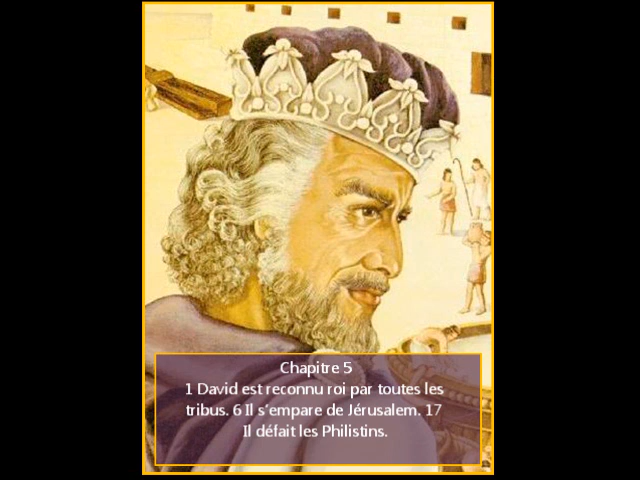 Chapitre 5
1 David est reconnu roi par toutes les
tribus. 6 Il s'empare de Jérusalem. 17
Il défait les Philistins.